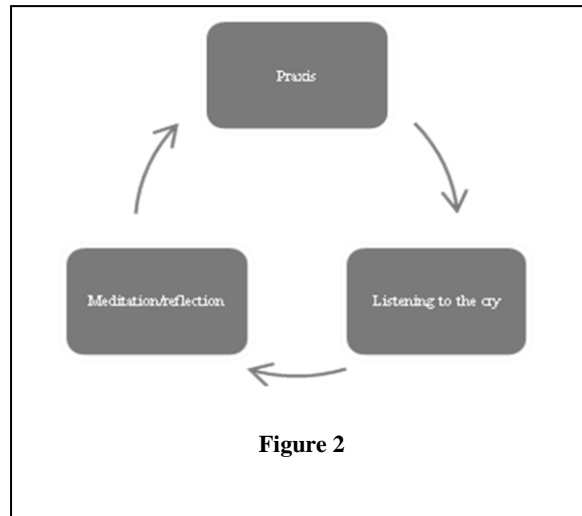 Praxis
Meditation/reflection
Listening to the cry
Figure 2